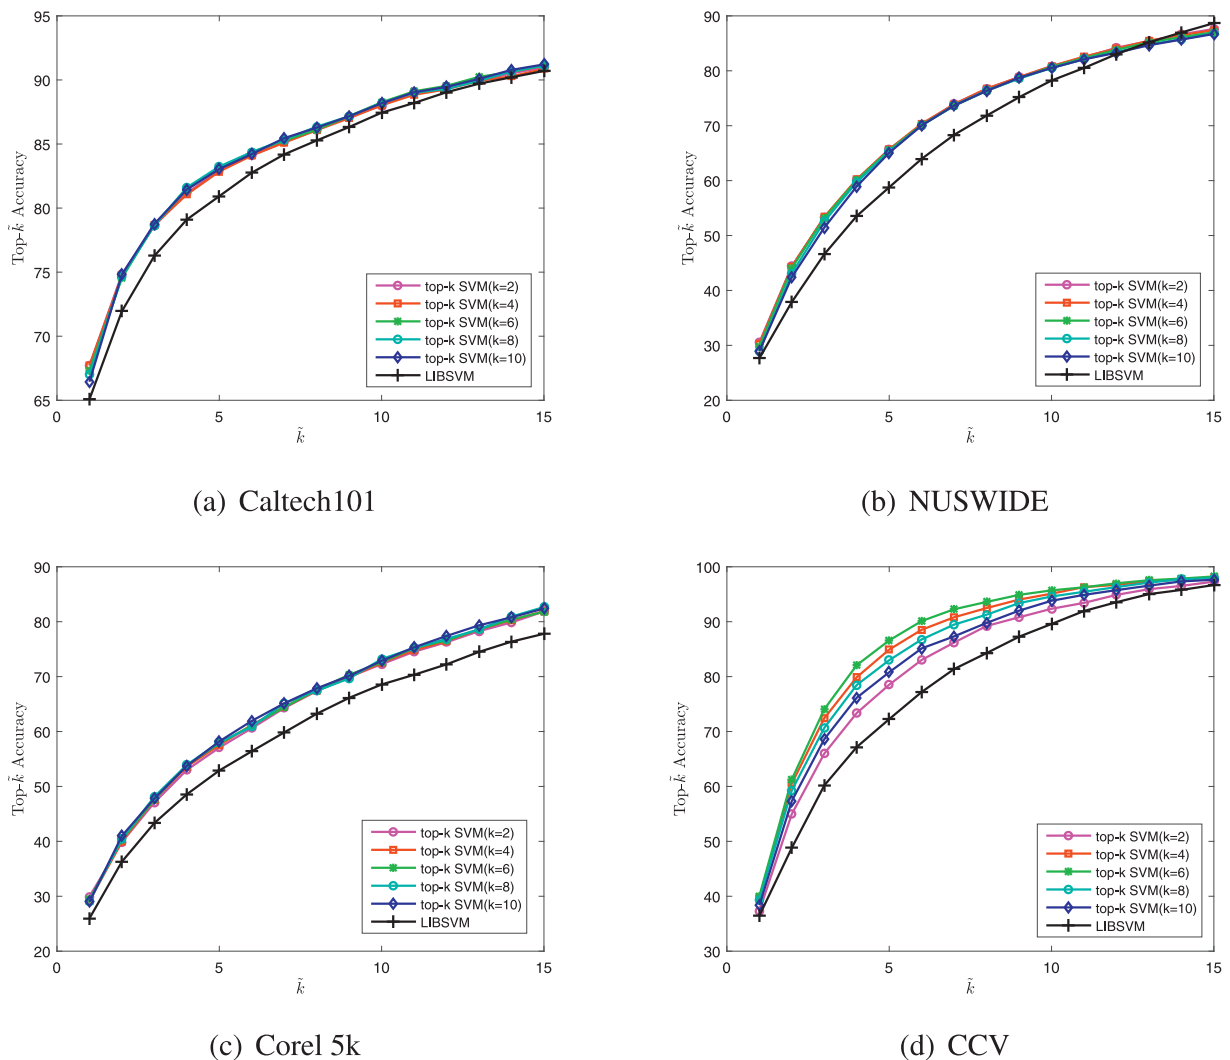 95
90
85
80
75
70
65
0
5
10
15
Top-k̃ Accuracy
k̃
top-k SVM(k=2)
top-k SVM(k=4)
top-k SVM(k=6)
top-k SVM(k=8)
top-k SVM(k=10)
LIBSVM
(a) Caltech101
90
80
70
60
50
40
30
20
0
5
10
15
Top-k̃ Accuracy
k̃
top-k SVM(k=2)
top-k SVM(k=4)
top-k SVM(k=6)
top-k SVM(k=8)
top-k SVM(k=10)
LIBSVM
(b) NUSWIDE
90
80
70
60
50
40
30
20
0
5
10
15
Top-k̃ Accuracy
k̃
top-k SVM(k=2)
top-k SVM(k=4)
top-k SVM(k=6)
top-k SVM(k=8)
top-k SVM(k=10)
LIBSVM
(c) Corel 5k
100
90
80
70
60
50
40
30
0
5
10
15
Top-k̃ Accuracy
k̃
top-k SVM(k=2)
top-k SVM(k=4)
top-k SVM(k=6)
top-k SVM(k=8)
top-k SVM(k=10)
LIBSVM
(d) CCV